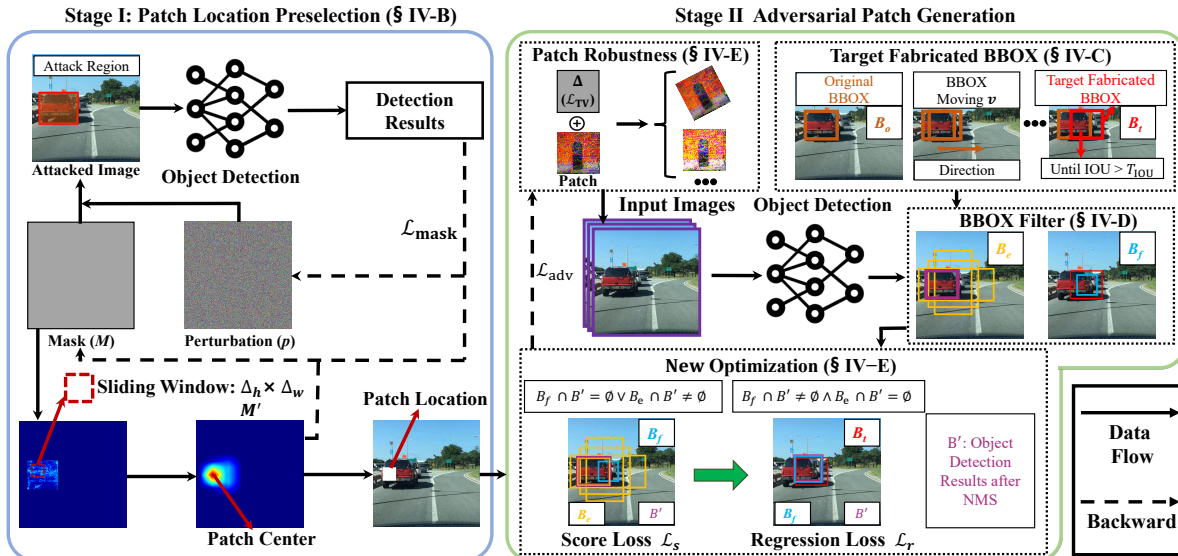 Stage I: Patch Location Preselection (§ IV-B)
Attack Region
Attacked Image
Object Detection
Detection
Results
ℒmask
Mask (M)
Perturbation (p)
Sliding Window: Δh × Δw
M′
Patch Location
Patch Center
Stage II Adversarial Patch Generation
Patch Robustness (§ IV-E)
Δ
(ℒTV)
⊕
Patch
•••
Target Fabricated BBOX (§ IV-C)
Original
BBOX
Bo
BBOX
Moving v
Direction
•••
Target Fabricated
BBOX
Bt
Until IOU > TIOU
Input Images
Object Detection
ℒadv
BBOX Filter (§ IV-D)
Be
Bf
New Optimization (§ IV−E)
Bf ∩ B′ = ∅ ∨ Be ∩ B′ ≠ ∅
Bf ∩ B′ ≠ ∅ ∧ Be ∩ B′ = ∅
Bf
Be
B′
Score Loss ℒs
Bt
Bf
B′
Regression Loss ℒr
B′: Object
Detection
Results after
NMS
Data
Flow
Backward